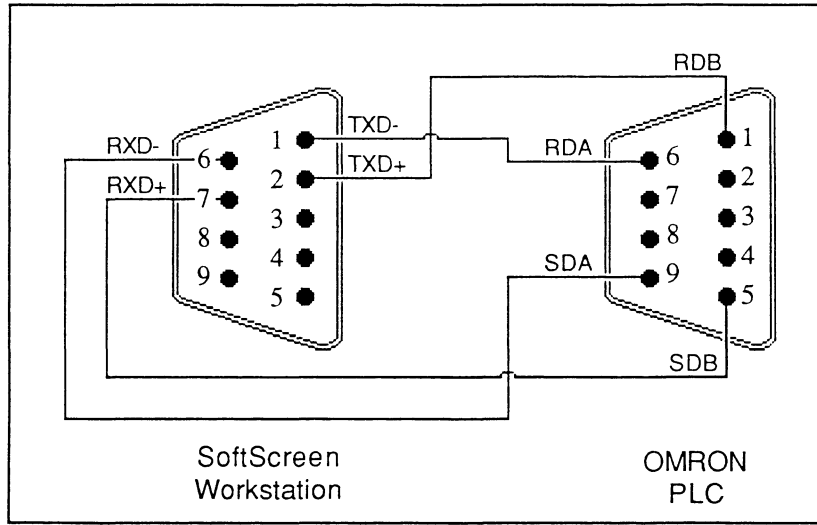 RDB
TXD-
RDA
TXD+
RXD-
RXD+
1
2
3
4
5
6
7
8
9
6
7
8
9
1
2
3
4
5
SDA
SDB
SoftScreen
Workstation
OMRON
PLC